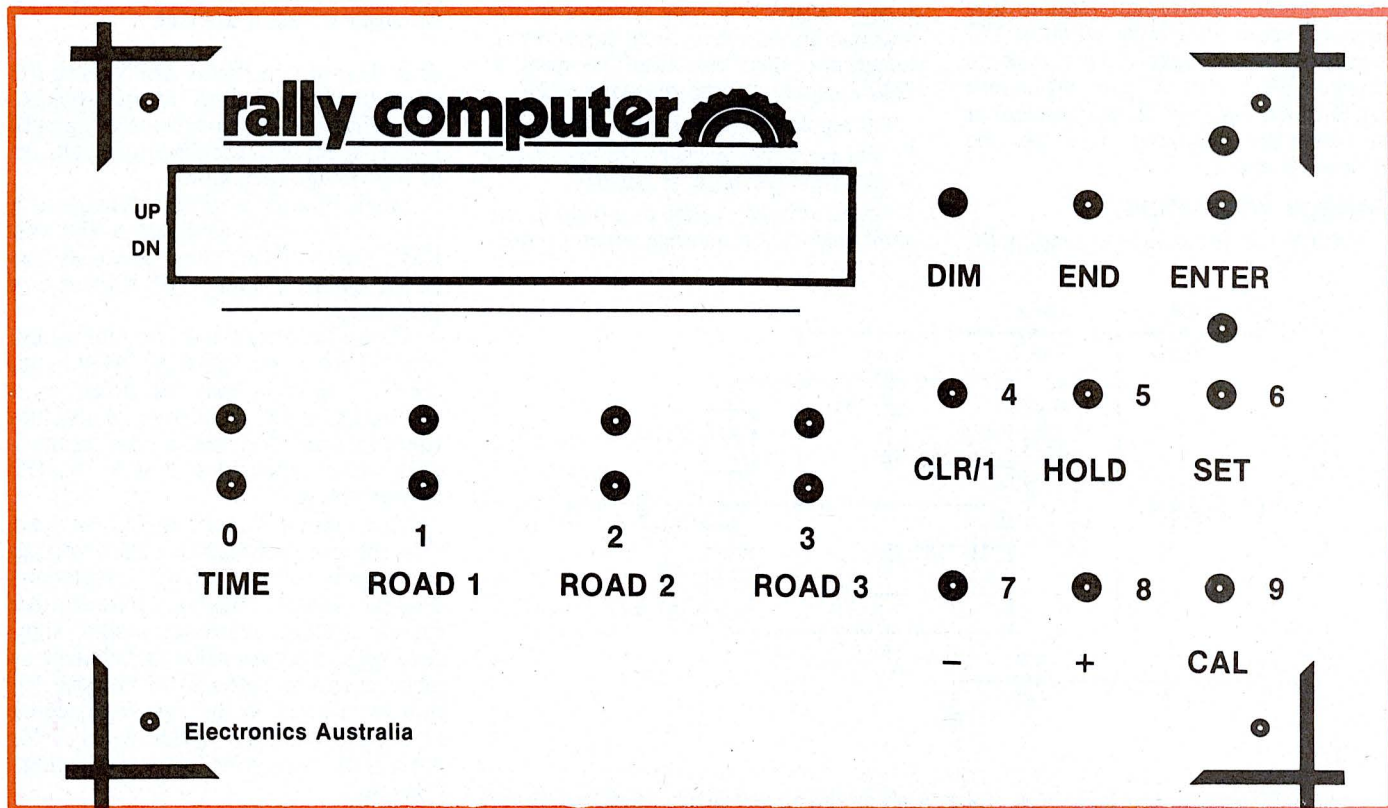 rally computer
UP
DN
DIM END ENTER
4 5 6
CLR/1 HOLD SET
0 1 2 3
TIME ROAD 1 ROAD 2 ROAD 3
7 8 9
− + CAL
Electronics Australia